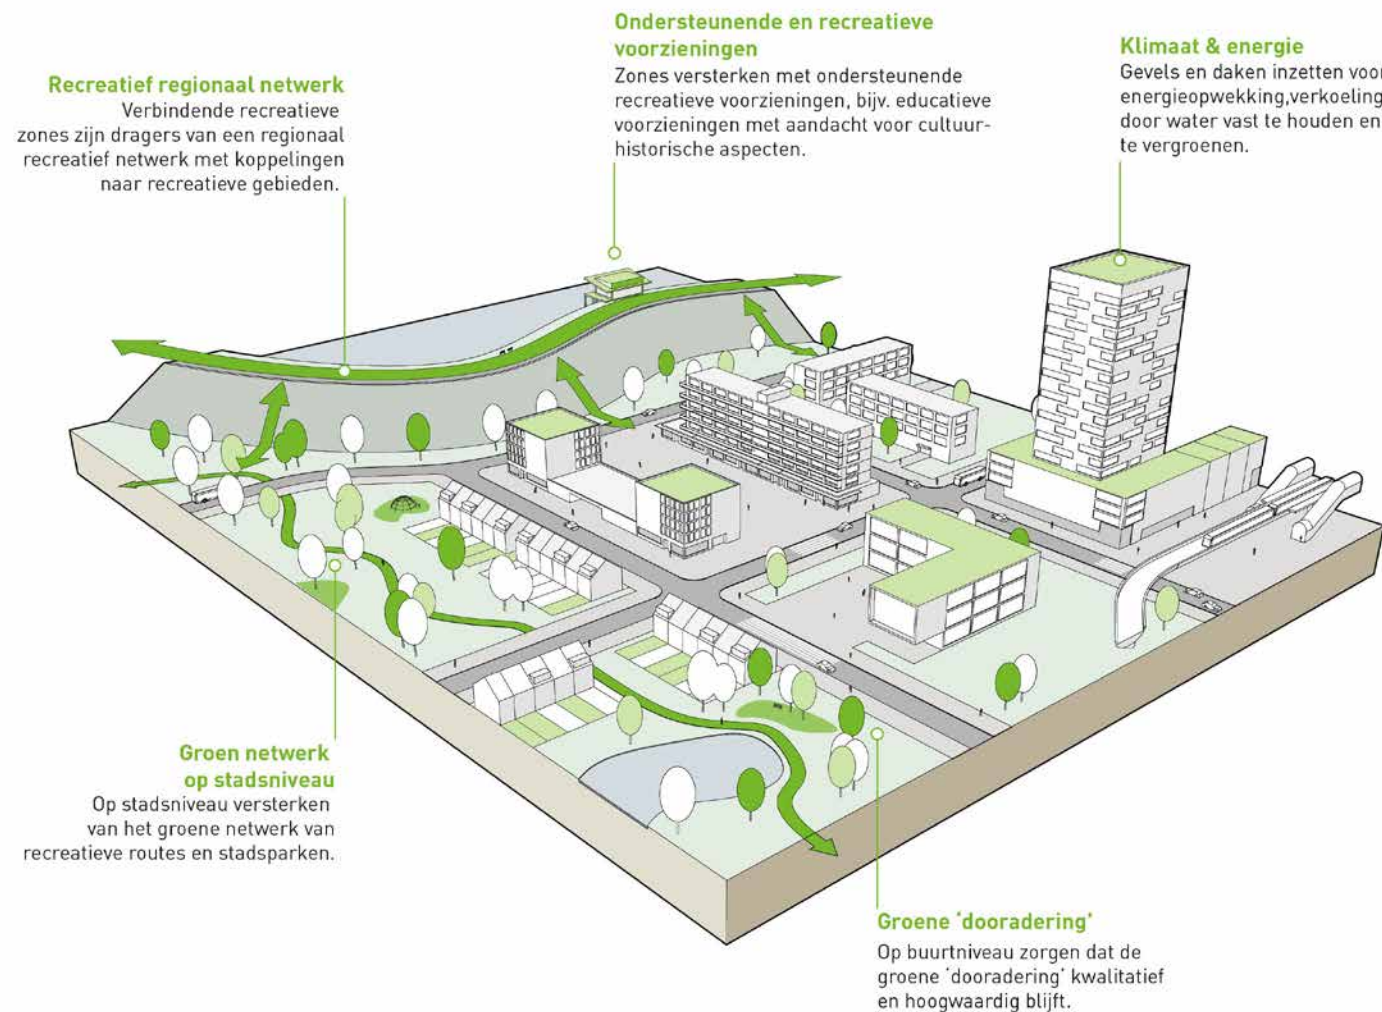 Ondersteunende en recreatieve
voorzieningen
Zones versterken met ondersteunende
recreatieve voorzieningen, bijv. educatieve
voorzieningen met aandacht voor cultuur-
historische aspecten.
Klimaat & energie
Gevels en daken inzetten voor
energieopwekking,verkoeling
door water vast te houden en
te vergroenen.
Recreatief regionaal netwerk
Verbindende recreatieve
zones zijn dragers van een regionaal
recreatief netwerk met koppelingen
naar recreatieve gebieden.
Groen netwerk
op stadsniveau
Op stadsniveau versterken
van het groene netwerk van
recreatieve routes en stadsparken.
Groene ‘dooradering’
Op buurtniveau zorgen dat de
groene ‘dooradering’ kwalitatief
en hoogwaardig blijft.